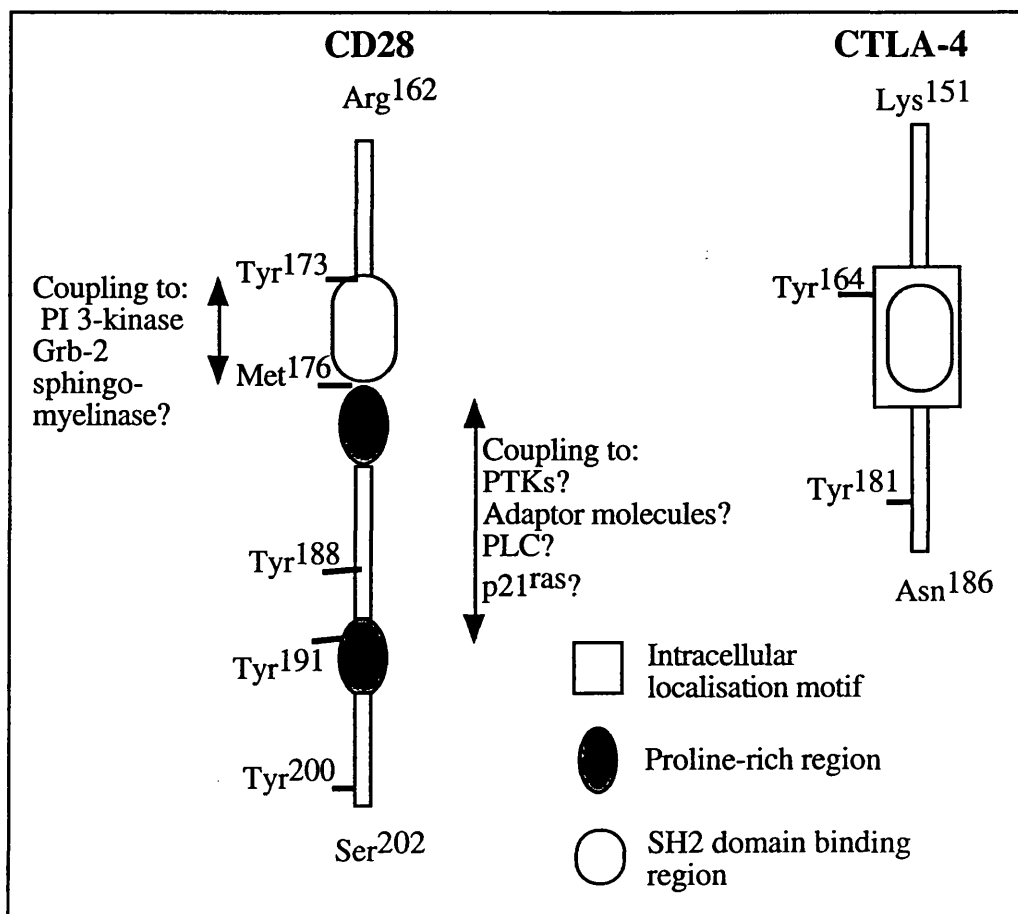 CD28
Arg162
Tyr173
Coupling to:
PI 3-kinase
Grb-2
sphingo-
myelinase?
Met176
Coupling to:
PTKs?
Adaptor molecules?
PLC?
p21ras?
Tyr188
Tyr191
Tyr200
Ser202
CTLA-4
Lys151
Tyr164
Tyr181
Asn186
Intracellular
localisation motif
Proline-rich region
SH2 domain binding
region